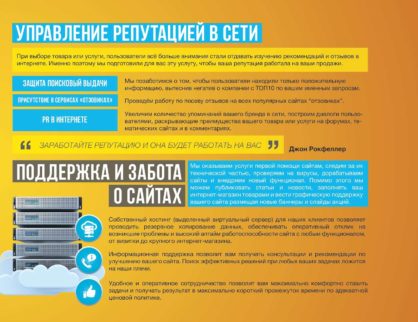 УПРАВЛЕНИЕ РЕПУТАЦИЕЙ В СЕТИ
При выборе товара или услуги, пользователи всё больше внимания стали отдавать изучению рекомендаций и отзывов в
интернете. Именно поэтому мы подготовили для вас эту услугу, чтобы ваша репутация работала на ваши продажи.
ЗАЩИТА ПОИСКОВОЙ ВЫДАЧИ
Мы позаботимся о том, чтобы пользователи находили только положительную
информацию, вытеснив негатив о компании с ТОП10 по вашим именным запросам.
ПРИСУТСТВИЕ В СЕРВИСАХ «ОТЗОВИКАХ»
Проведём работу по посеву отзывов на всех популярных сайтах "отзовиках".
PR В ИНТЕРНЕТЕ
Увеличим количество упоминаний вашего бренда в сети, построим диалоги пользо-
вателями, раскрывающие преимущества вашего товара или услуги на форумах, те-
матических сайтах и в комментариях.
“ ЗАРАБОТАЙТЕ РЕПУТАЦИЮ И ОНА БУДЕТ РАБОТАТЬ НА ВАС ”
Джон Рокфеллер
ПОДДЕРЖКА И ЗАБОТА
О САЙТАХ
Мы оказываем услуги первой помощи сайтам, следим за их
технической частью, проверяем на вирусы, дорабатываем
сайты и внедряем новый функционал. Помимо этого мы
можем публиковать статьи и новости, заполнять ваш
интернет-магазин товарами и вести графическую поддержку
вашего сайта размещая новые баннеры и слайды акций.
Собственный хостинг (выделенный виртуальный сервер) для наших клиентов позволяет
проводить резервное копирование данных, обеспечивать оперативный отклик на
возникшие проблемы и высокий аптайм работоспособности сайта с любым функционалом,
от визитки до крупного интернет-магазина.
Информационная поддержка позволит вам получать консультации и рекомендации по
улучшению вашего сайта. Поиск эффективных решений при любых ваших задачах ложится
на наши плечи.
Удобное и оперативное сотрудничество позволит вам максимально комфортно ставить
задачи и получать результат в максимально короткий промежуток времени по адекватной
ценовой политике.